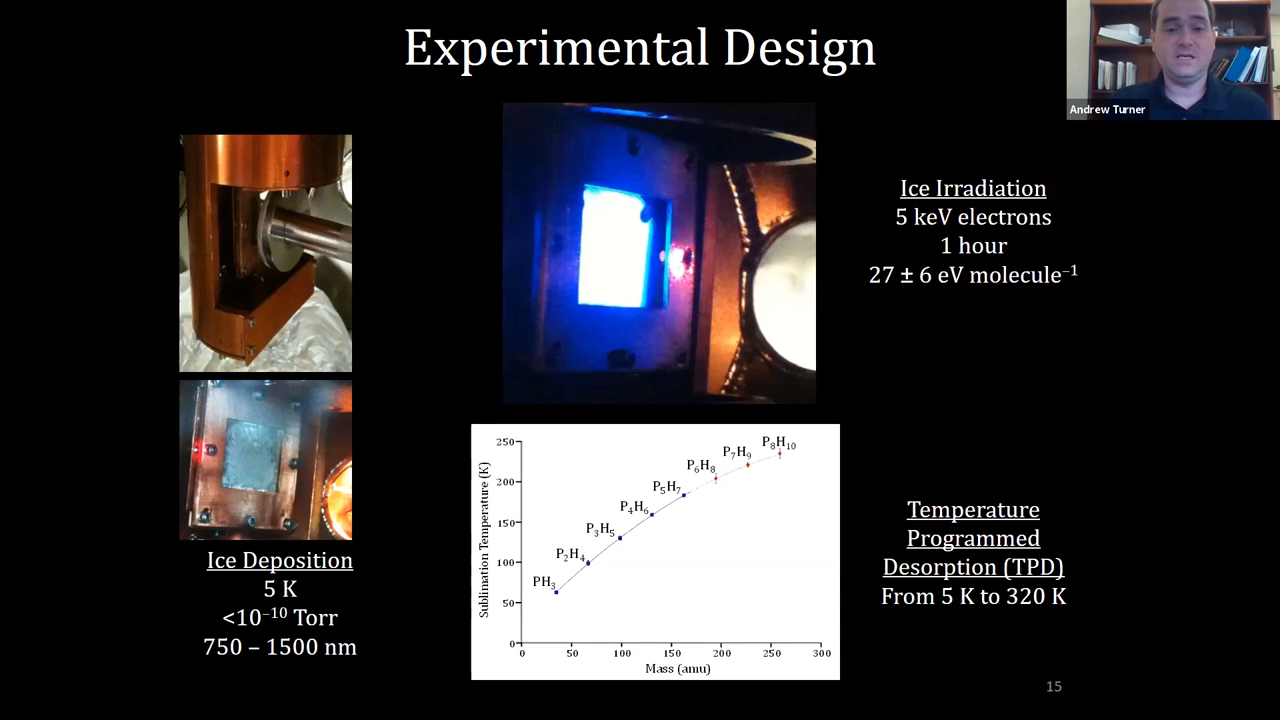 Experimental Design
Andrew Turner
Ice Irradiation
5 keV electrons
1 hour
27 ± 6 eV molecule⁻¹
Ice Deposition
5 K
<10⁻¹⁰ Torr
750 – 1500 nm
Sublimation Temperature (K)
250
200
150
100
50
0
PH₃
P₂H₄
P₃H₅
P₄H₆
P₅H₇
P₆H₈
P₇H₉
P₈H₁₀
0 50 100 150 200 250 300
Mass (amu)
Temperature
Programmed
Desorption (TPD)
From 5 K to 320 K
15